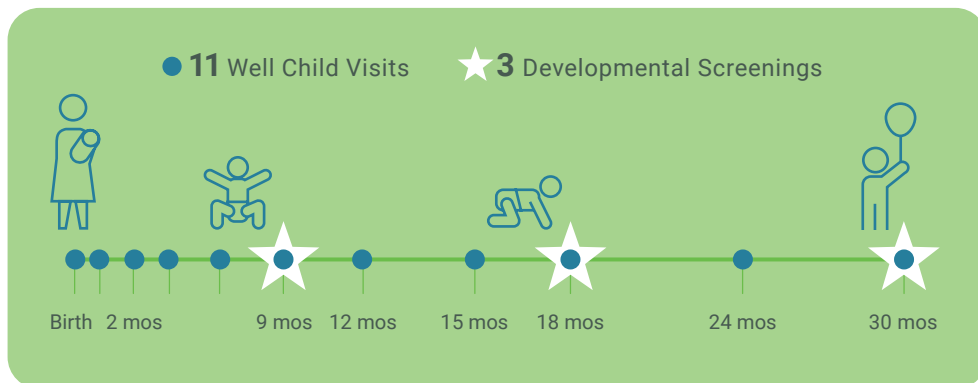 11 Well Child Visits 3 Developmental Screenings
Birth 2 mos 9 mos 12 mos 15 mos 18 mos 24 mos 30 mos